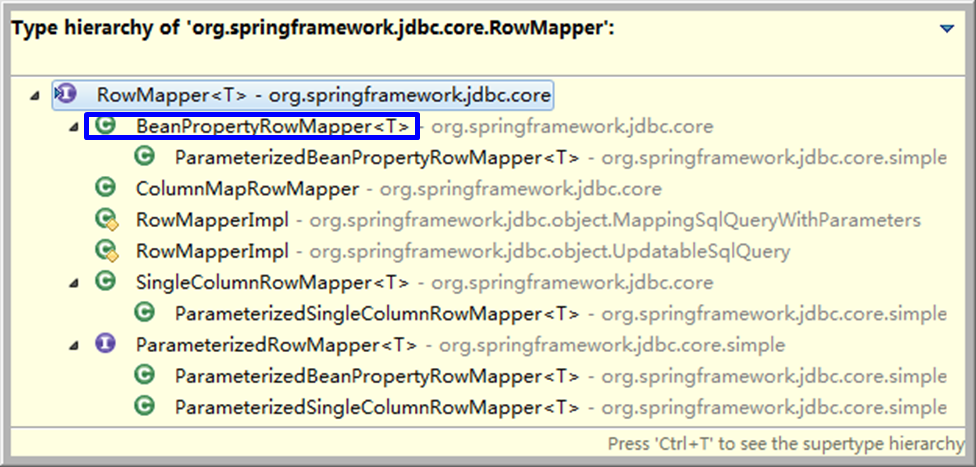 Type hierarchy of 'org.springframework.jdbc.core.RowMapper':
RowMapper<T> - org.springframework.jdbc.core
BeanPropertyRowMapper<T> - org.springframework.jdbc.core
ParameterizedBeanPropertyRowMapper<T> - org.springframework.jdbc.core.simple
ColumnMapRowMapper - org.springframework.jdbc.core
RowMapperImpl - org.springframework.jdbc.object.MappingSqlQueryWithParameters
RowMapperImpl - org.springframework.jdbc.object.UpdatableSqlQuery
SingleColumnRowMapper<T> - org.springframework.jdbc.core
ParameterizedSingleColumnRowMapper<T> - org.springframework.jdbc.core.simple
ParameterizedRowMapper<T> - org.springframework.jdbc.core.simple
ParameterizedBeanPropertyRowMapper<T> - org.springframework.jdbc.core.simple
ParameterizedSingleColumnRowMapper<T> - org.springframework.jdbc.core.simple
Press 'Ctrl+T' to see the supertype hierarchy